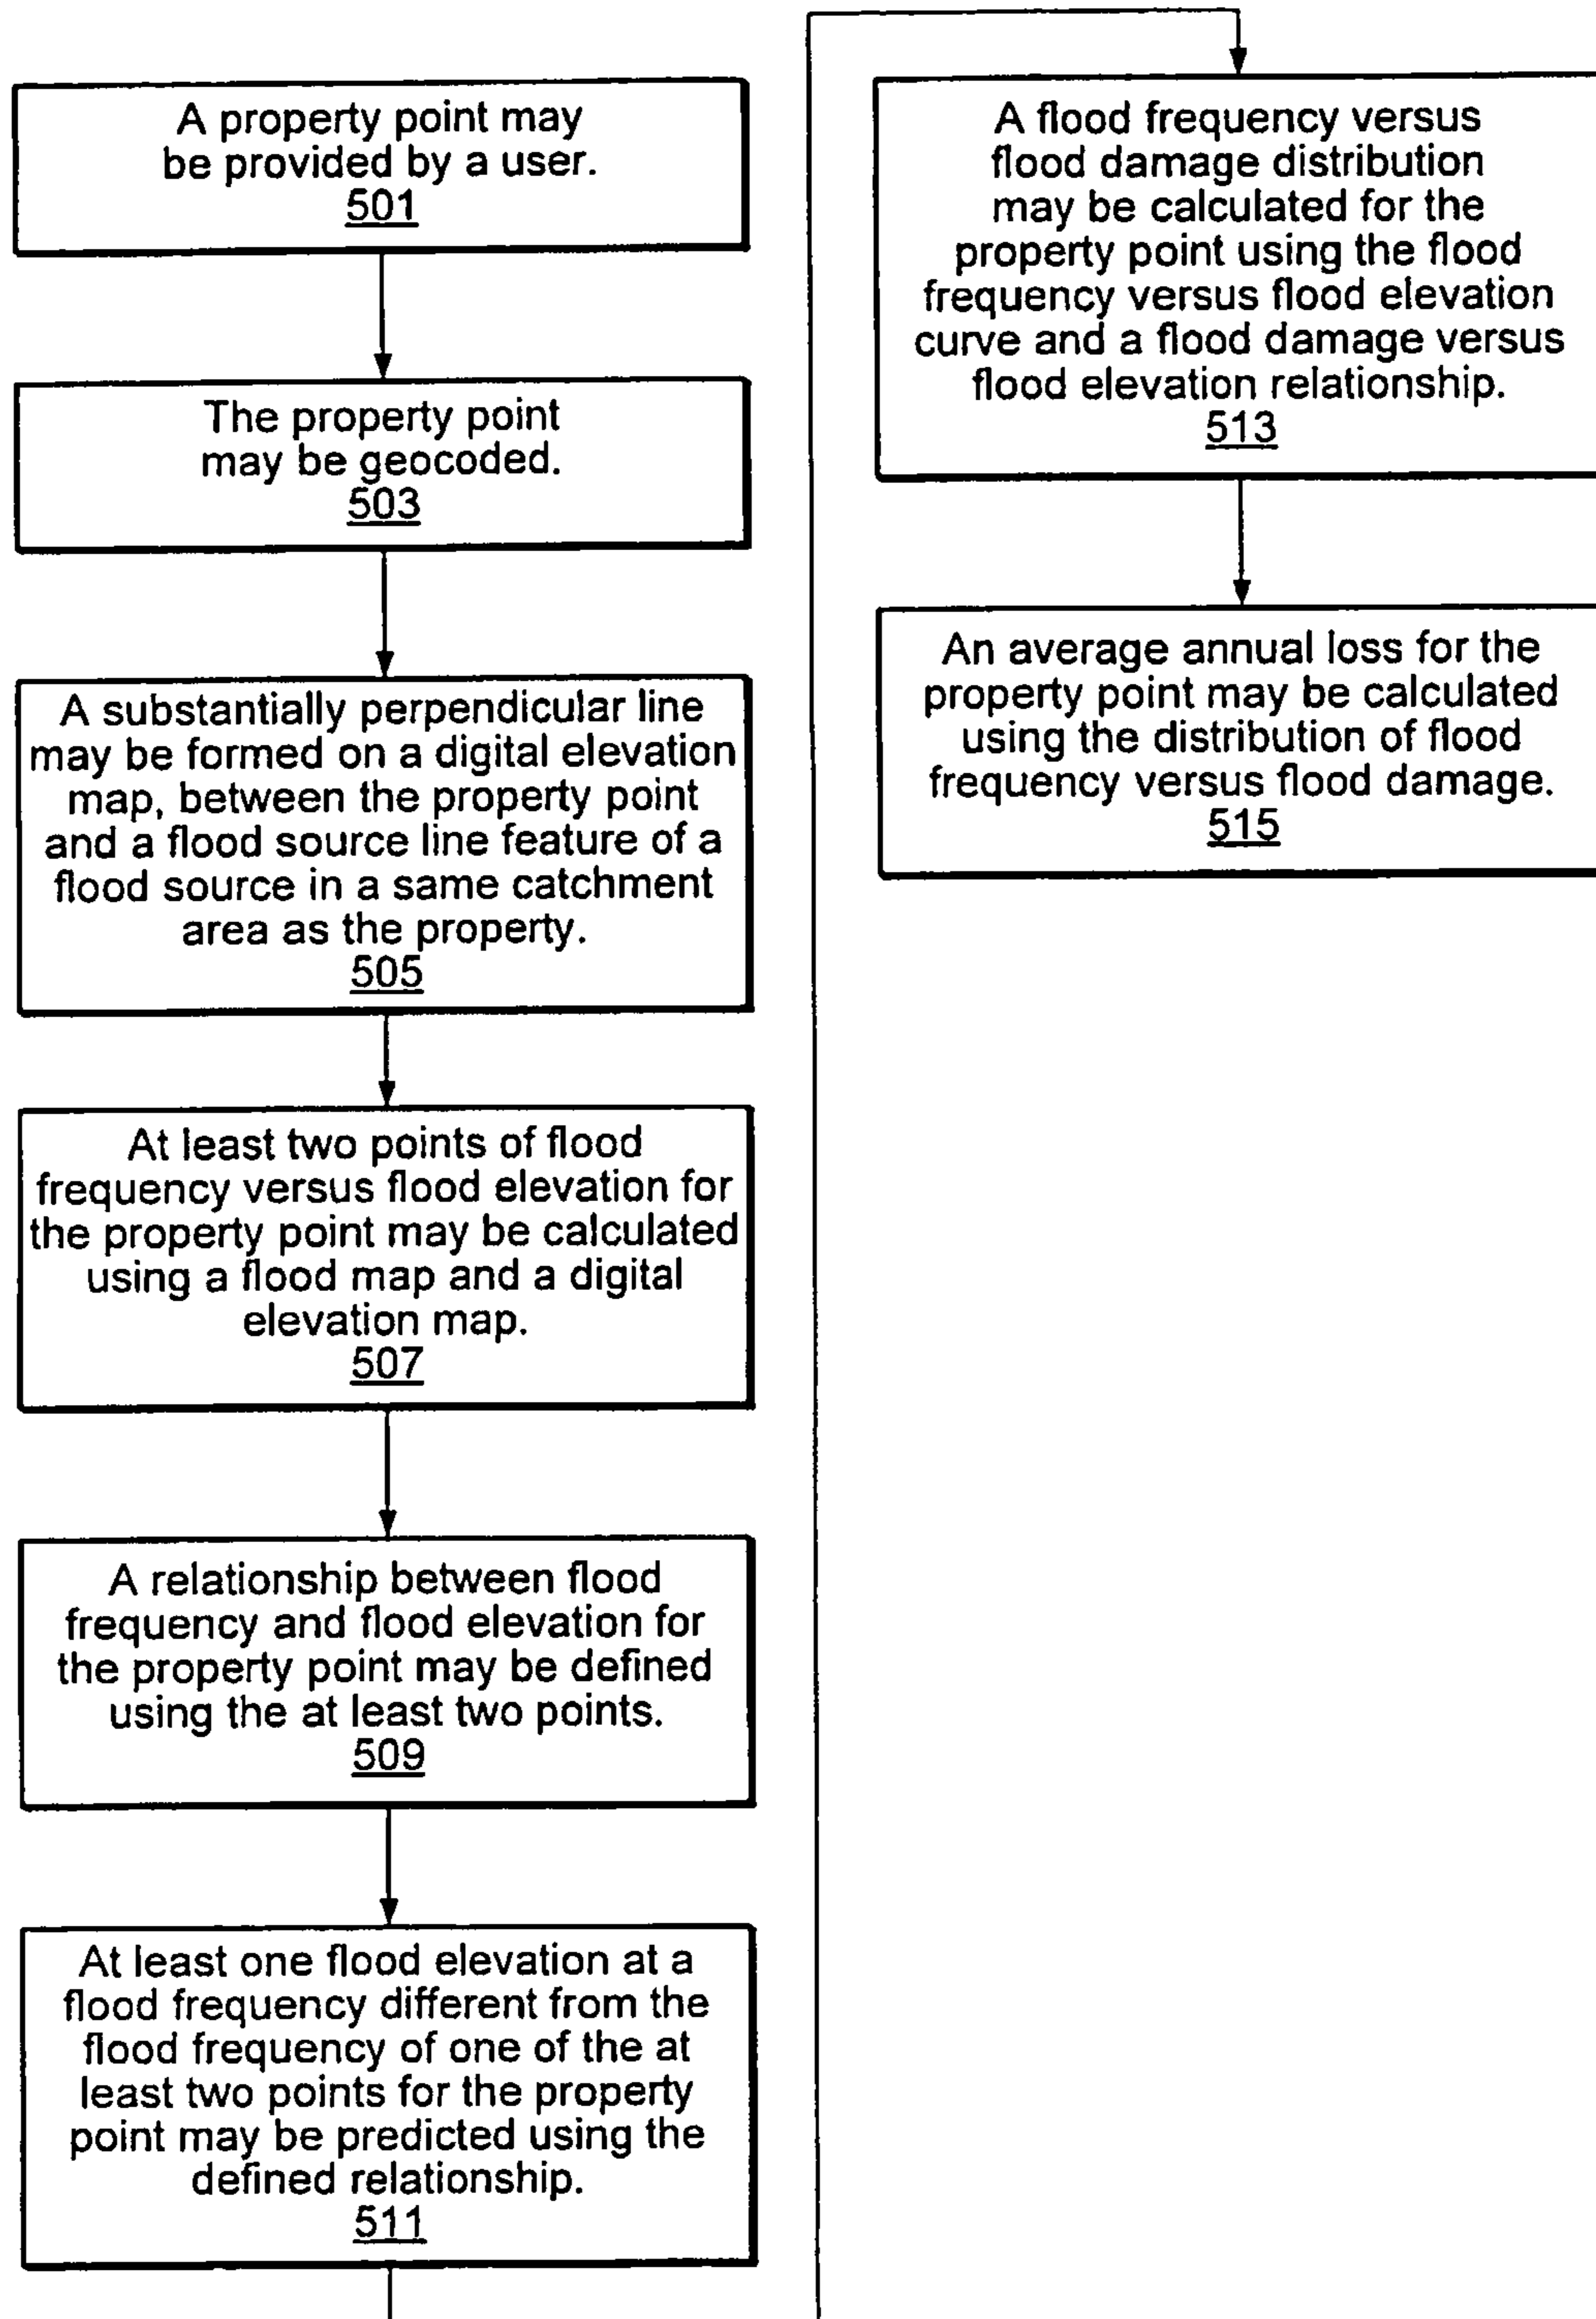 A property point may
be provided by a user.
501
The property point
may be geocoded.
503
A substantially perpendicular line
may be formed on a digital elevation
map, between the property point
and a flood source line feature of a
flood source in a same catchment
area as the property.
505
At least two points of flood
frequency versus flood elevation for
the property point may be calculated
using a flood map and a digital
elevation map.
507
A relationship between flood
frequency and flood elevation for
the property point may be defined
using the at least two points.
509
At least one flood elevation at a
flood frequency different from the
flood frequency of one of the at
least two points for the property
point may be predicted using the
defined relationship.
511
A flood frequency versus
flood damage distribution
may be calculated for the
property point using the flood
frequency versus flood elevation
curve and a flood damage versus
flood elevation relationship.
513
An average annual loss for the
property point may be calculated
using the distribution of flood
frequency versus flood damage.
515